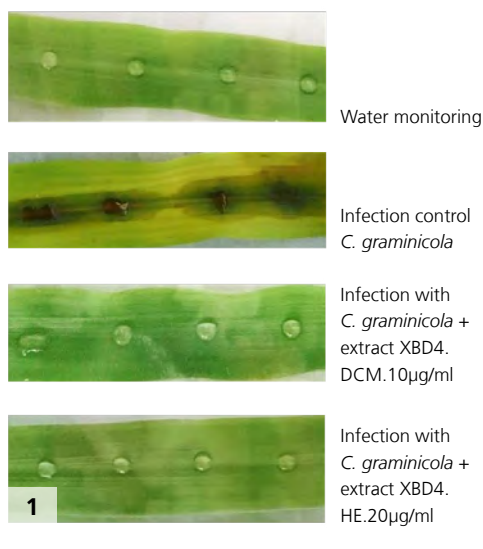 Water monitoring
Infection control
C. graminicola
Infection with
C. graminicola +
extract XBD4.
DCM.10µg/ml
Infection with
C. graminicola +
extract XBD4.
HE.20µg/ml
1